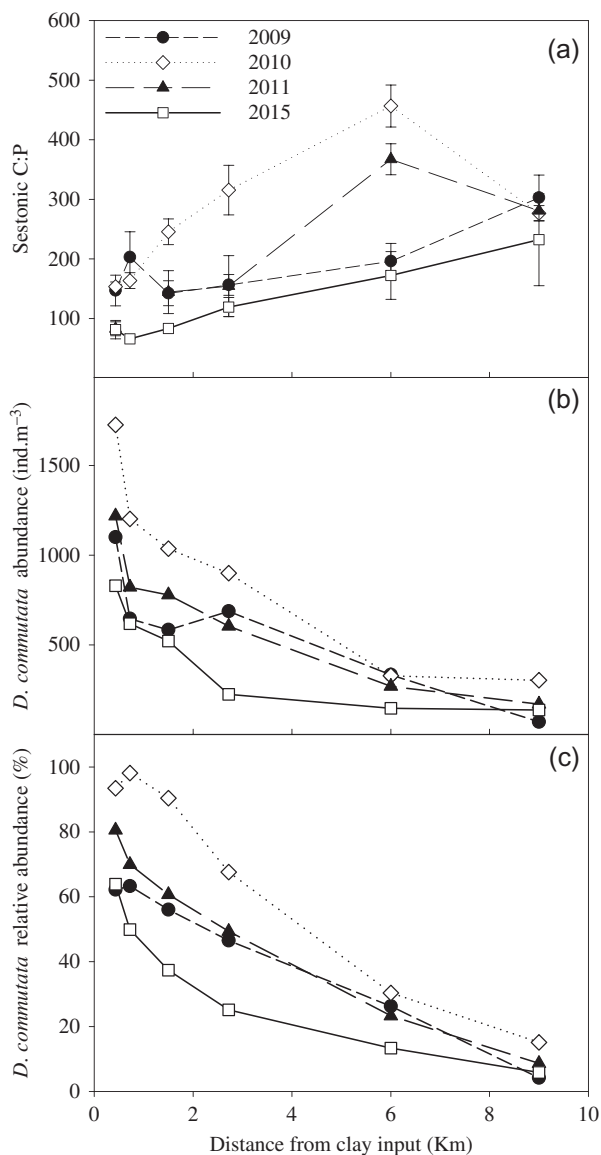 (a)
2009
2010
2011
2015
Sestonic C:P
600
500
400
300
200
100
(b)
D. commutata abundance (ind.m⁻³)
1500
1000
500
(c)
D. commutata relative abundance (%)
100
80
60
40
20
0
0 2 4 6 8 10
Distance from clay input (Km)